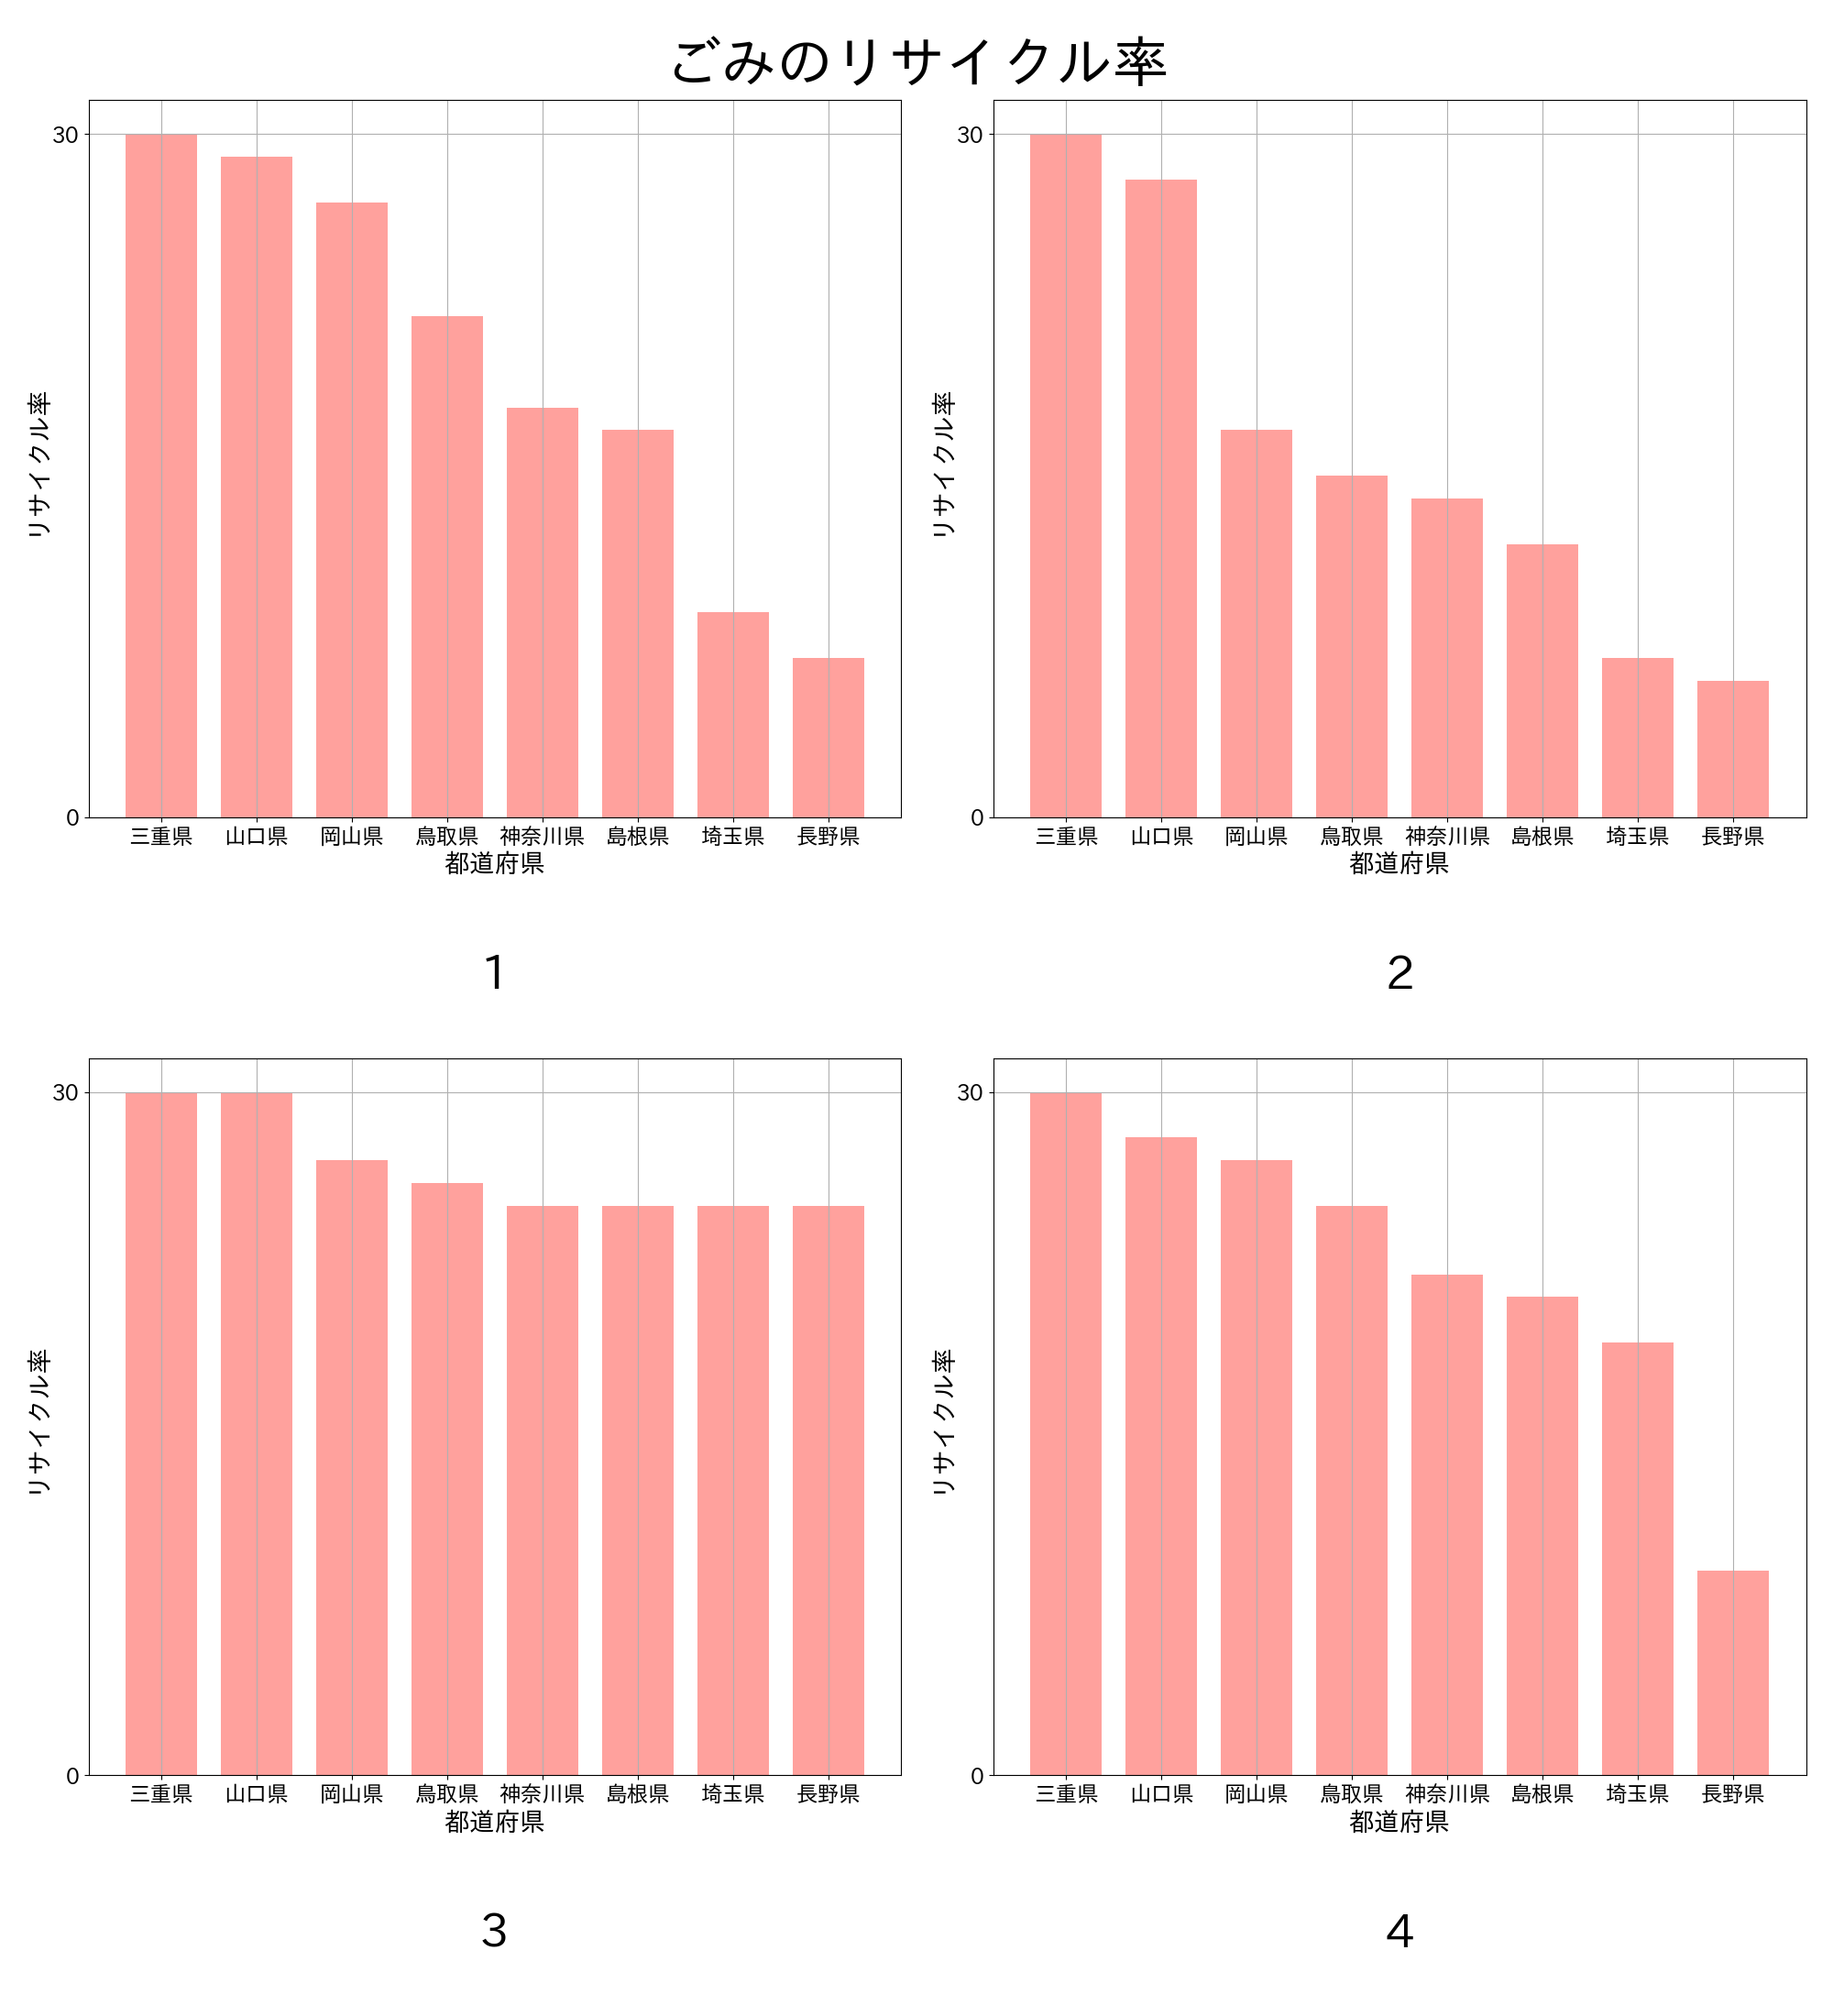 ごみのリサイクル率
30
0
リサイクル率
三重県 山口県 岡山県 鳥取県 神奈川県 島根県 埼玉県 長野県
都道府県
1
30
0
リサイクル率
三重県 山口県 岡山県 鳥取県 神奈川県 島根県 埼玉県 長野県
都道府県
2
30
0
リサイクル率
三重県 山口県 岡山県 鳥取県 神奈川県 島根県 埼玉県 長野県
都道府県
3
30
0
リサイクル率
三重県 山口県 岡山県 鳥取県 神奈川県 島根県 埼玉県 長野県
都道府県
4